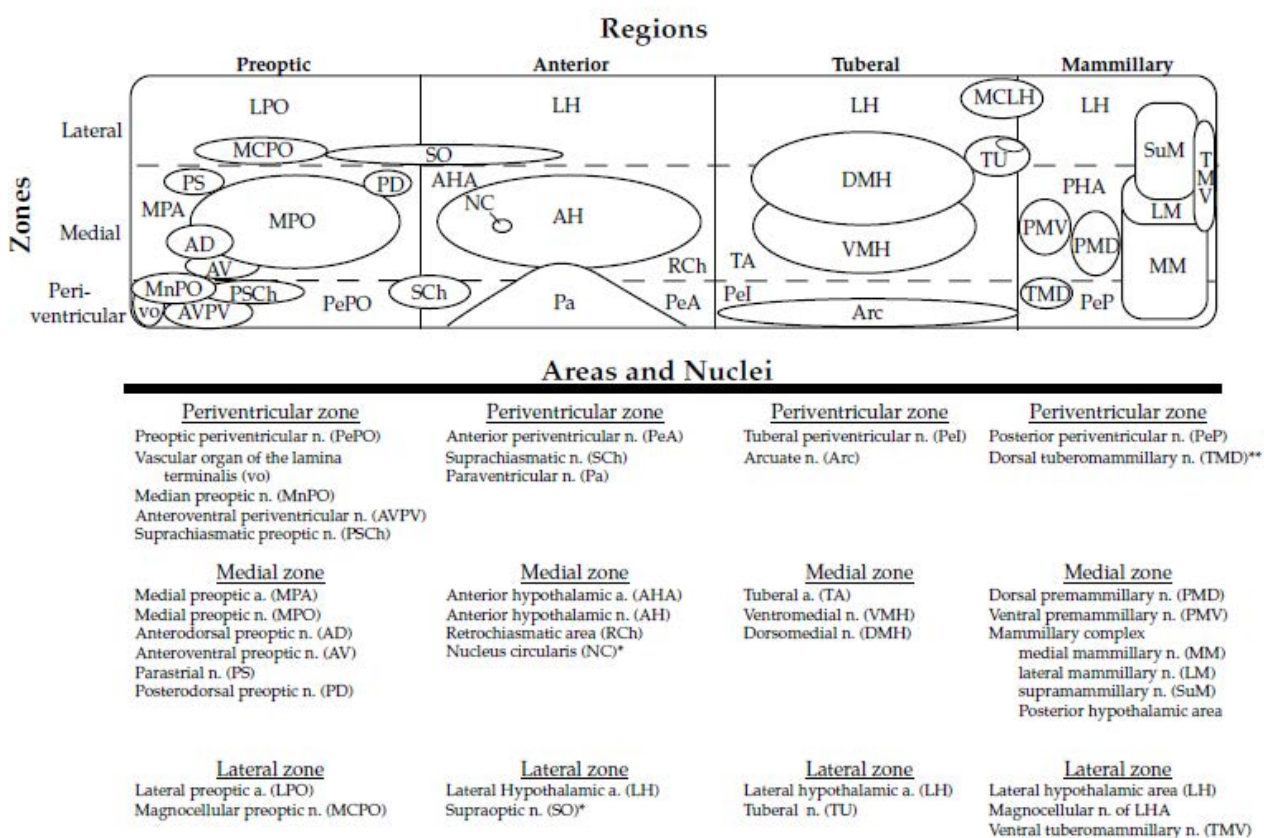 Regions
Preoptic Anterior Tuberal Mammillary
Zones
Lateral
Medial
Peri-
ventricular
LPO LH LH MCLH LH
MCPO SO TU SuM TMV
PS PD AHA DMH PHA
MPA MPO NC AH LM
AD PMV PMD
AV RCh TA VMH MM
MnPO PSCh PePO SCh Pa PeA PeI TMD PeP
vo AVPV Arc
Areas and Nuclei
Periventricular zone
Preoptic periventricular n. (PePO)
Vascular organ of the lamina
terminalis (vo)
Median preoptic n. (MnPO)
Anteroventral periventricular n. (AVPV)
Suprachiasmatic preoptic n. (PSCh)
Periventricular zone
Anterior periventricular n. (PeA)
Suprachiasmatic n. (SCh)
Paraventricular n. (Pa)
Periventricular zone
Tuberal periventricular n. (PeI)
Arcuate n. (Arc)
Periventricular zone
Posterior periventricular n. (PeP)
Dorsal tuberomammillary n. (TMD)**
Medial zone
Medial preoptic a. (MPA)
Medial preoptic n. (MPO)
Anterodorsal preoptic n. (AD)
Anteroventral preoptic n. (AV)
Parastrial n. (PS)
Posterodorsal preoptic n. (PD)
Medial zone
Anterior hypothalamic a. (AHA)
Anterior hypothalamic n. (AH)
Retrochiasmatic area (RCh)
Nucleus circularis (NC)*
Medial zone
Tuberal a. (TA)
Ventromedial n. (VMH)
Dorsomedial n. (DMH)
Medial zone
Dorsal premammillary n. (PMD)
Ventral premammillary n. (PMV)
Mammillary complex
medial mammillary n. (MM)
lateral mammillary n. (LM)
supramammillary n. (SuM)
Posterior hypothalamic area
Lateral zone
Lateral preoptic a. (LPO)
Magnocellular preoptic n. (MCPO)
Lateral zone
Lateral Hypothalamic a. (LH)
Supraoptic n. (SO)*
Lateral zone
Lateral hypothalamic a. (LH)
Tuberal n. (TU)
Lateral zone
Lateral hypothalamic area (LH)
Magnocellular n. of LHA
Ventral tuberomammillary n. (TMV)